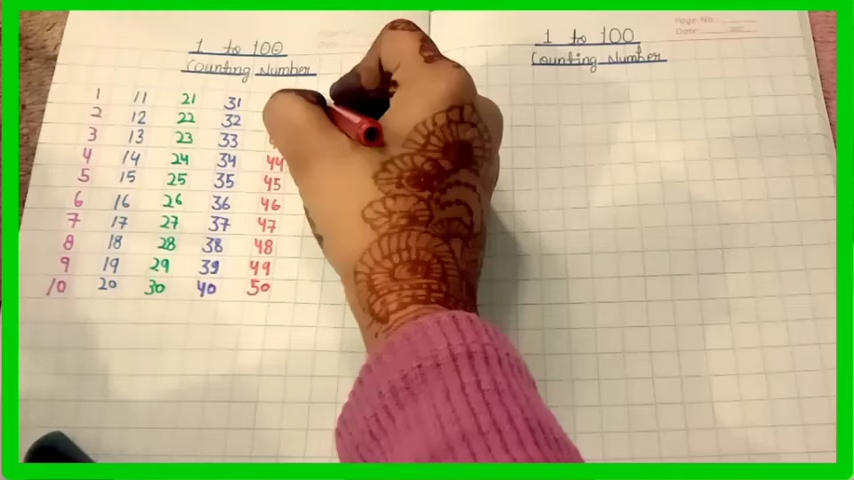 1 to 100
Counting Number
1 11 21 31
2 12 22 32
3 13 23 33
4 14 24 34 44
5 15 25 35 45
6 16 26 36 46
7 17 27 37 47
8 18 28 38 48
9 19 29 39 49
10 20 30 40 50
Page No.
Date
1 to 100
Counting Number